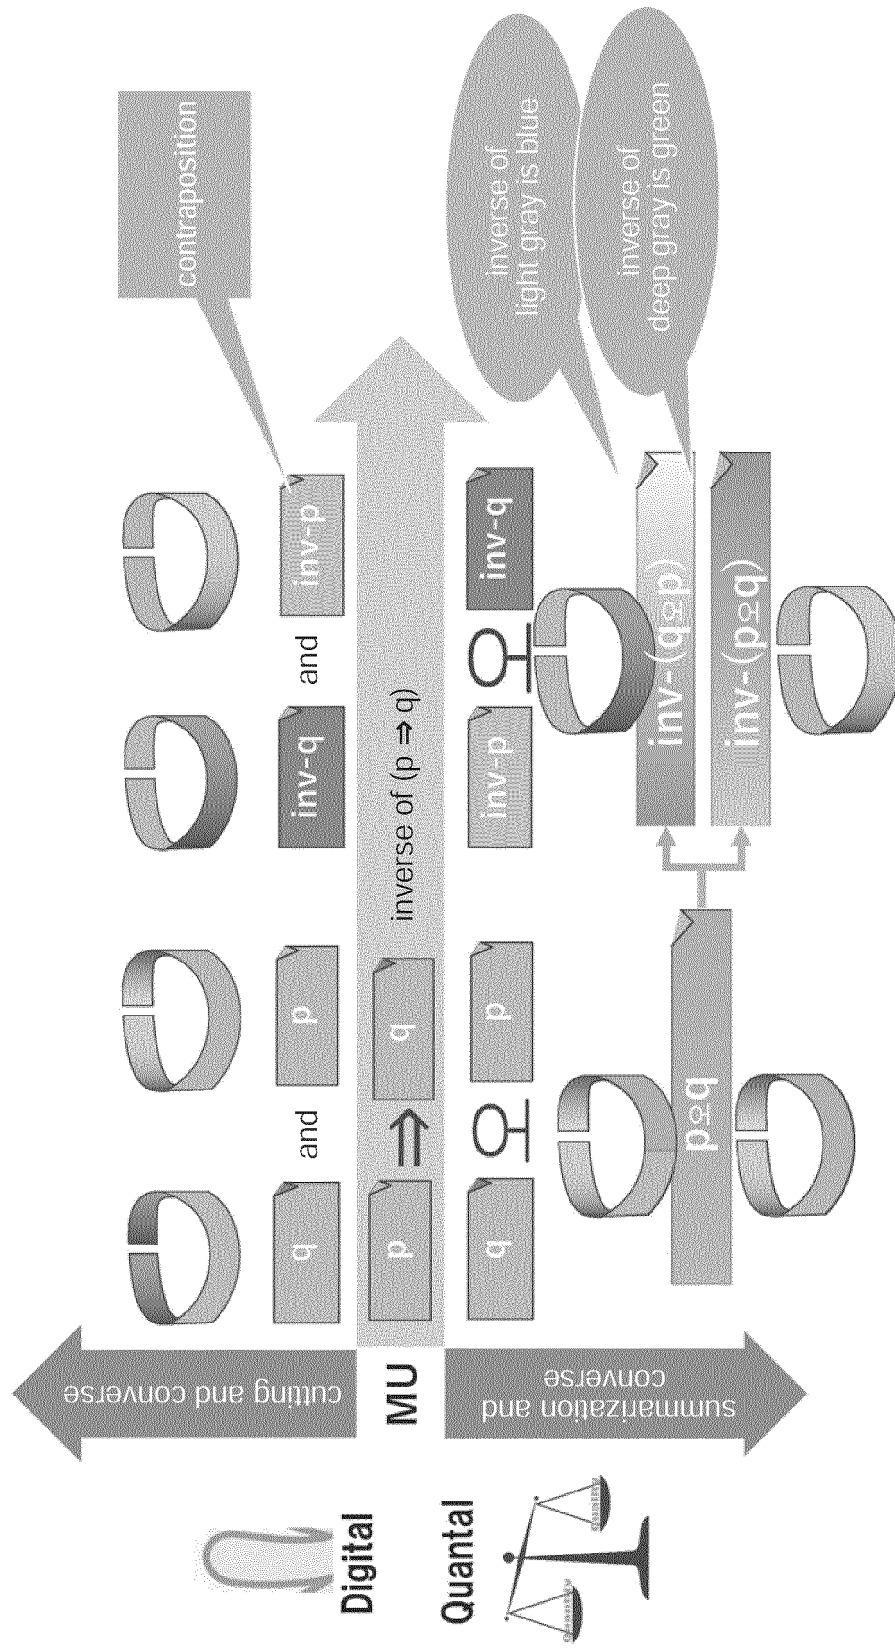 contraposition
inverse of
light gray is blue
inverse of
deep gray is green
q
and
p
inv-q
and
inv-p
MU
p
⇒
q
inverse of (p ⇒ q)
q
p
inv-p
inv-q
p♎q
inv-(q♎p)
inv-(p♎q)
cutting and converse
summarization and
converse
Digital
Quantal